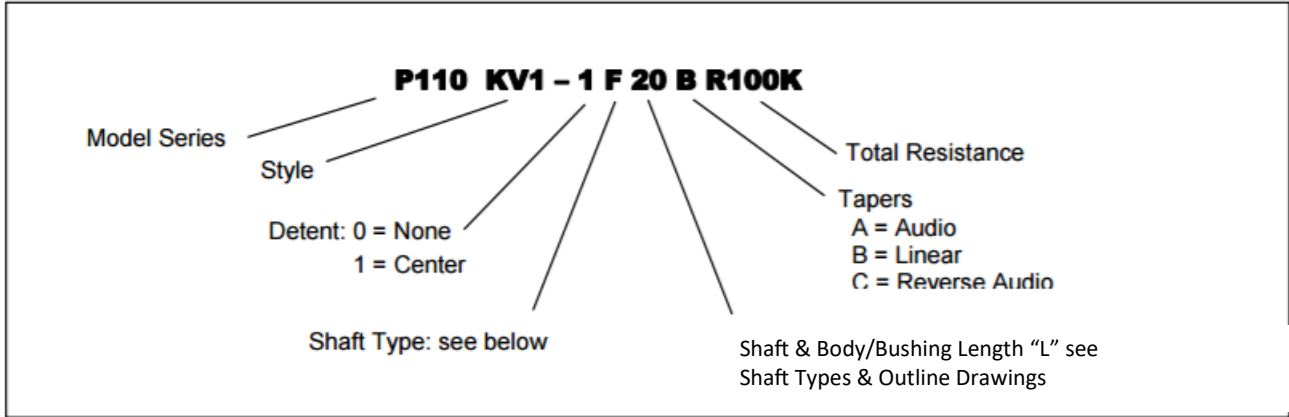 P110 KV1 – 1 F 20 B R100K
Model Series
Style
Detent: 0 = None
1 = Center
Shaft Type: see below
Shaft & Body/Bushing Length “L” see
Shaft Types & Outline Drawings
Tapers
A = Audio
B = Linear
C = Reverse Audio
Total Resistance